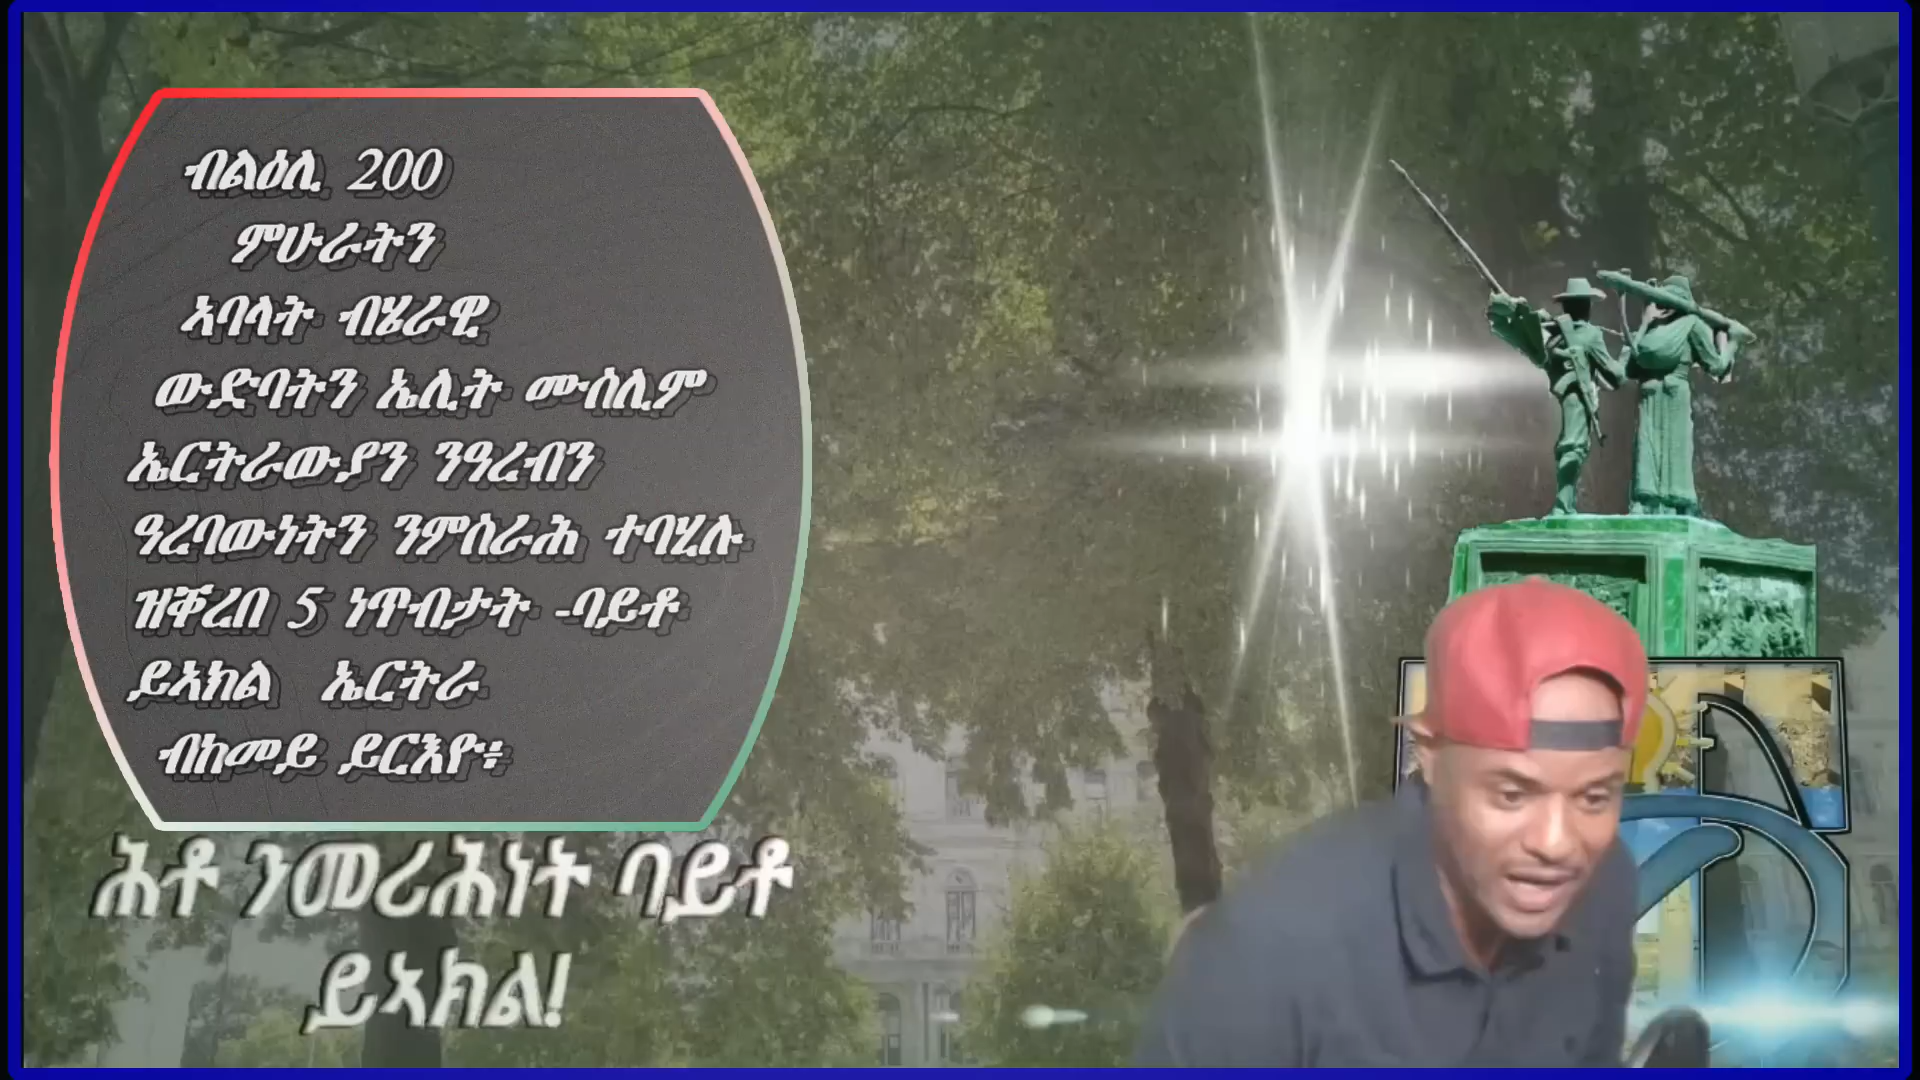 ብልዕሊ 200
ምሁራትን
ኣባላት ብሄራዊ
ውድባትን ኤሊት ሙስሊም
ኤርትራውያን ንዓረብን
ዓረባውነትን ንምስራሕ ተባሂሉ
ዝቐረበ 5 ነጥብታት -ባይቶ
ይኣክል ኤርትራ
ብከመይ ይርእዮ፧
ሕቶ ንመሪሕነት ባይቶ
ይኣክል!